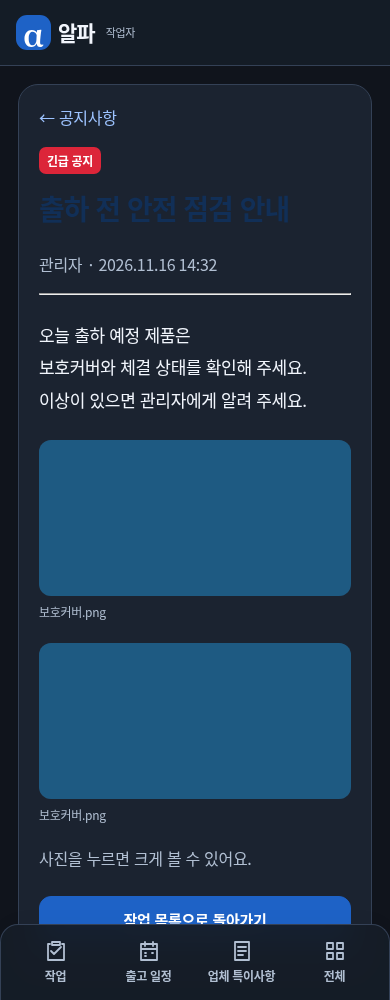 α 알파 작업자
← 공지사항
긴급 공지
출하 전 안전 점검 안내
관리자 · 2026.11.16 14:32
오늘 출하 예정 제품은
보호커버와 체결 상태를 확인해 주세요.
이상이 있으면 관리자에게 알려 주세요.
보호커버.png
보호커버.png
사진을 누르면 크게 볼 수 있어요.
작업 목록으로 돌아가기
작업 출고 일정 업체 특이사항 전체